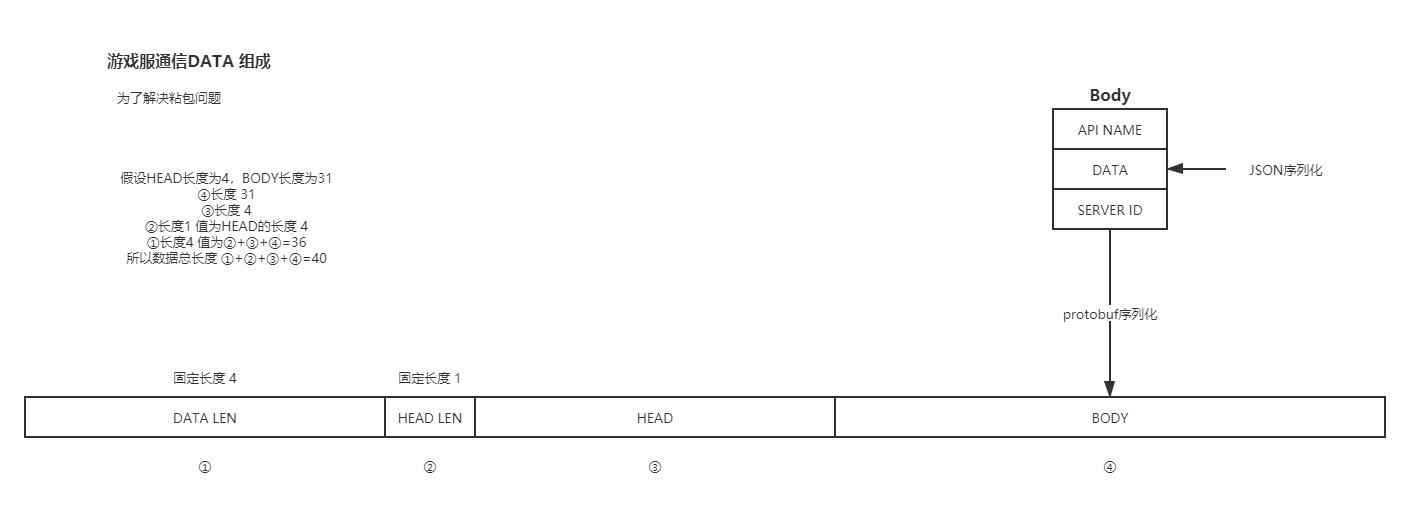 游戏服通信DATA 组成
为了解决粘包问题
Body
API NAME
假设HEAD长度为4，BODY长度为31
④长度 31
③长度 4
②长度1 值为HEAD的长度 4
①长度4 值为②+③+④=36
所以数据总长度 ①+②+③+④=40
DATA
JSON序列化
SERVER ID
protobuf序列化
固定长度 4
固定长度 1
DATA LEN
HEAD LEN
HEAD
BODY
①
②
③
④